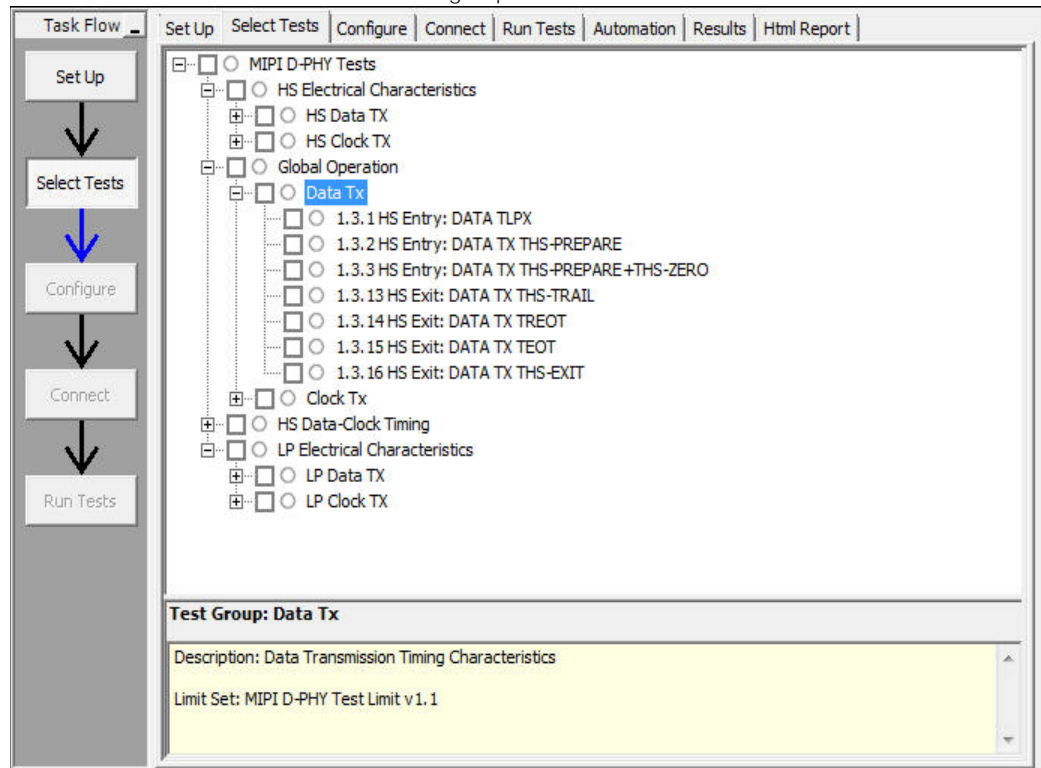 Task Flow
Set Up
Select Tests
Configure
Connect
Run Tests
Set Up Select Tests Configure Connect Run Tests Automation Results Html Report
MIPI D-PHY Tests
HS Electrical Characteristics
HS Data TX
HS Clock TX
Global Operation
Data Tx
1.3.1 HS Entry: DATA TLPX
1.3.2 HS Entry: DATA TX THS-PREPARE
1.3.3 HS Entry: DATA TX THS-PREPARE+THS-ZERO
1.3.13 HS Exit: DATA TX THS-TRAIL
1.3.14 HS Exit: DATA TX TREOT
1.3.15 HS Exit: DATA TX TEOT
1.3.16 HS Exit: DATA TX THS-EXIT
Clock Tx
HS Data-Clock Timing
LP Electrical Characteristics
LP Data TX
LP Clock TX
Test Group: Data Tx
Description: Data Transmission Timing Characteristics
Limit Set: MIPI D-PHY Test Limit v1.1